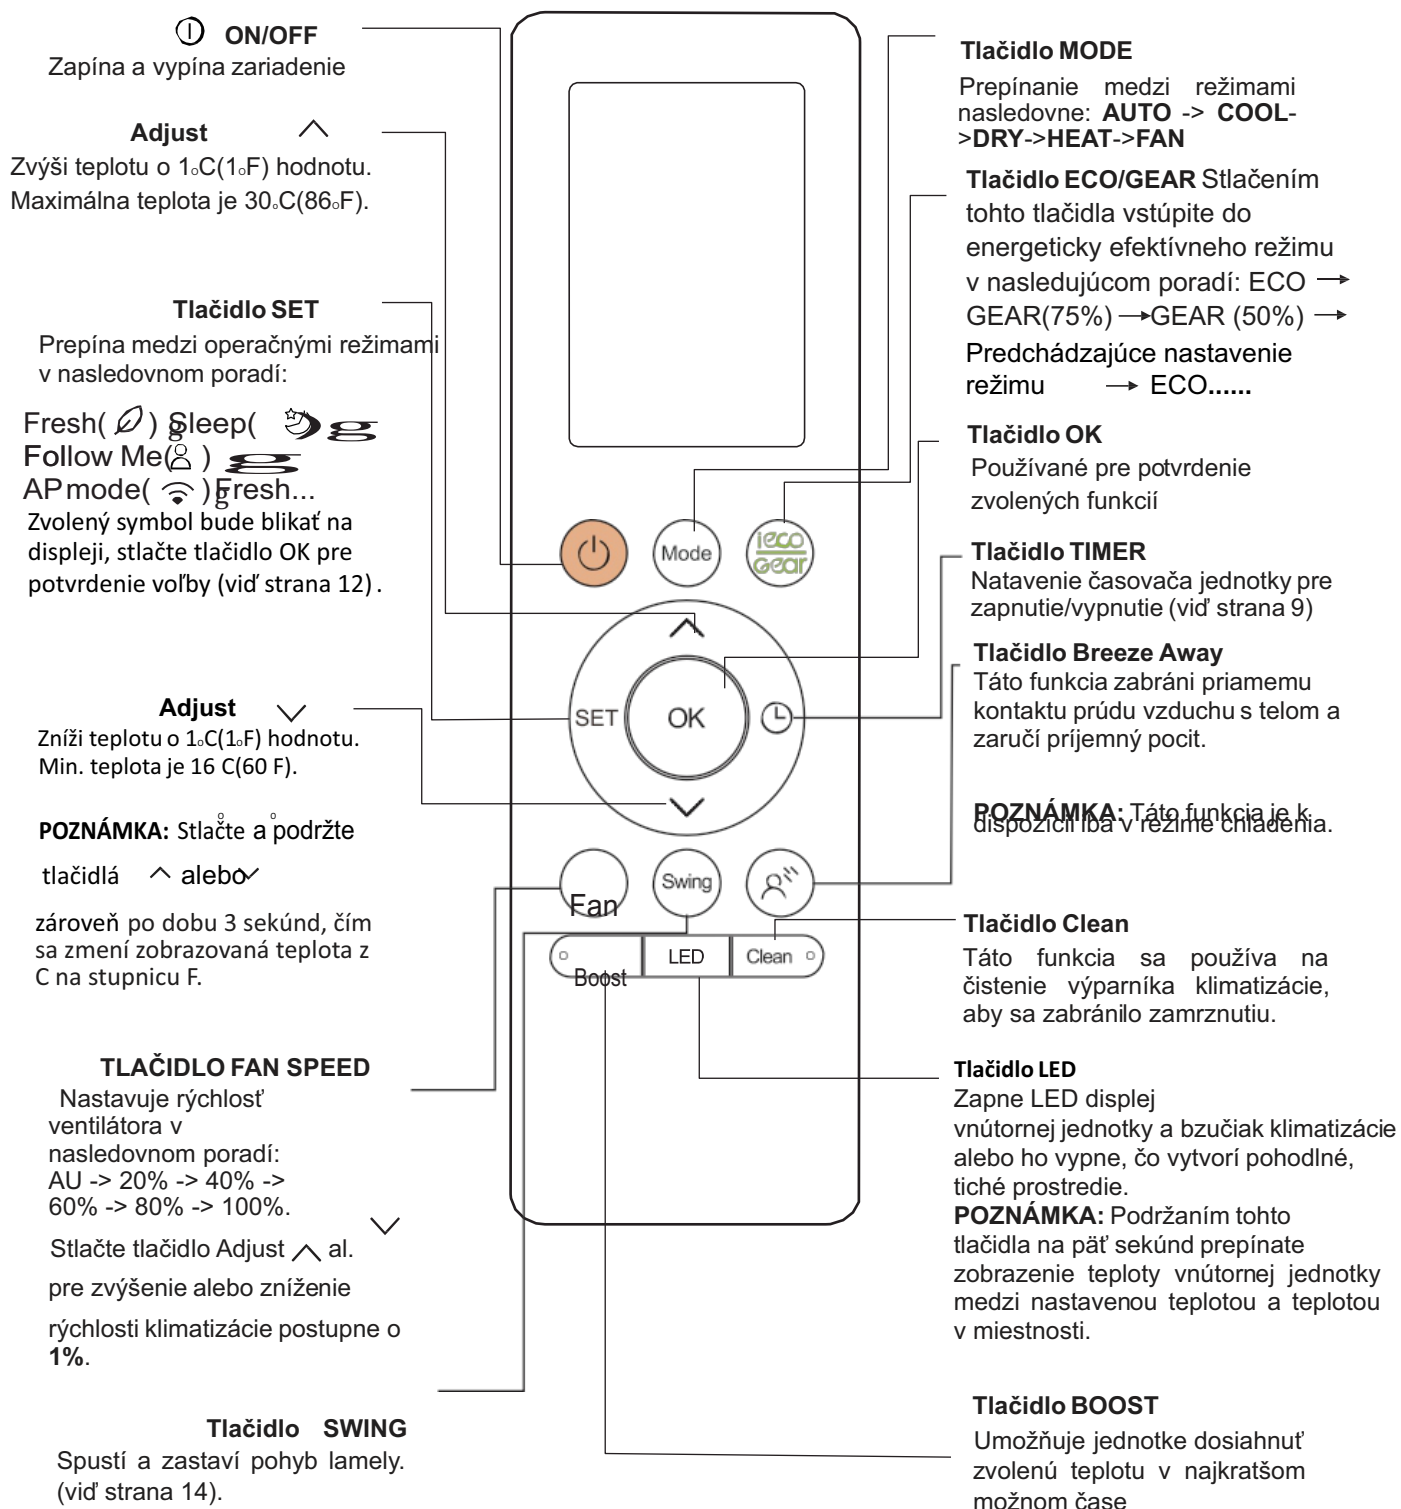 ON/OFF
Zapína a vypína zariadenie
Adjust
Zvýši teplotu o 1oC(1oF) hodnotu.
Maximálna teplota je 30oC(86oF).
Tlačidlo SET
Prepína medzi operačnými režimami
v nasledovnom poradí:
Fresh( ) g Sleep( ) g
Follow Me( ) g
AP mode( ) g Fresh...
Zvolený symbol bude blikať na
displeji, stlačte tlačidlo OK pre
potvrdenie voľby (viď strana 12).
Adjust
Zníži teplotu o 1oC(1oF) hodnotu.
Min. teplota je 16 C(60 F).
POZNÁMKA: Stlačte a podržte
tlačidlá alebo
zároveň po dobu 3 sekúnd, čím
sa zmení zobrazovaná teplota z
C na stupnicu F.
TLAČIDLO FAN SPEED
Nastavuje rýchlosť
ventilátora v
nasledovnom poradí:
AU -> 20% -> 40% ->
60% -> 80% -> 100%.
Stlačte tlačidlo Adjust al.
pre zvýšenie alebo zníženie
rýchlosti klimatizácie postupne o
1%.
Tlačidlo SWING
Spustí a zastaví pohyb lamely.
(viď strana 14).
Mode
ieco
Gear
SET
OK
Fan
Swing
Boost
LED
Clean
Tlačidlo MODE
Prepínanie medzi režimami
nasledovne: AUTO -> COOL-
>DRY->HEAT->FAN
Tlačidlo ECO/GEAR Stlačením
tohto tlačidla vstúpite do
energeticky efektívneho režimu
v nasledujúcom poradí: ECO →
GEAR(75%) →GEAR (50%) →
Predchádzajúce nastavenie
režimu → ECO......
Tlačidlo OK
Používané pre potvrdenie
zvolených funkcií
Tlačidlo TIMER
Natavenie časovača jednotky pre
zapnutie/vypnutie (viď strana 9)
Tlačidlo Breeze Away
Táto funkcia zabráni priamemu
kontaktu prúdu vzduchu s telom a
zaručí príjemný pocit.
POZNÁMKA: Táto funkcia je k
dispozícii iba v režime chladenia.
Tlačidlo Clean
Táto funkcia sa používa na
čistenie výparníka klimatizácie,
aby sa zabránilo zamrznutiu.
Tlačidlo LED
Zapne LED displej
vnútornej jednotky a bzučiak klimatizácie
alebo ho vypne, čo vytvorí pohodlné,
tiché prostredie.
POZNÁMKA: Podržaním tohto
tlačidla na päť sekúnd prepínate
zobrazenie teploty vnútornej jednotky
medzi nastavenou teplotou a teplotou
v miestnosti.
Tlačidlo BOOST
Umožňuje jednotke dosiahnuť
zvolenú teplotu v najkratšom
možnom čase